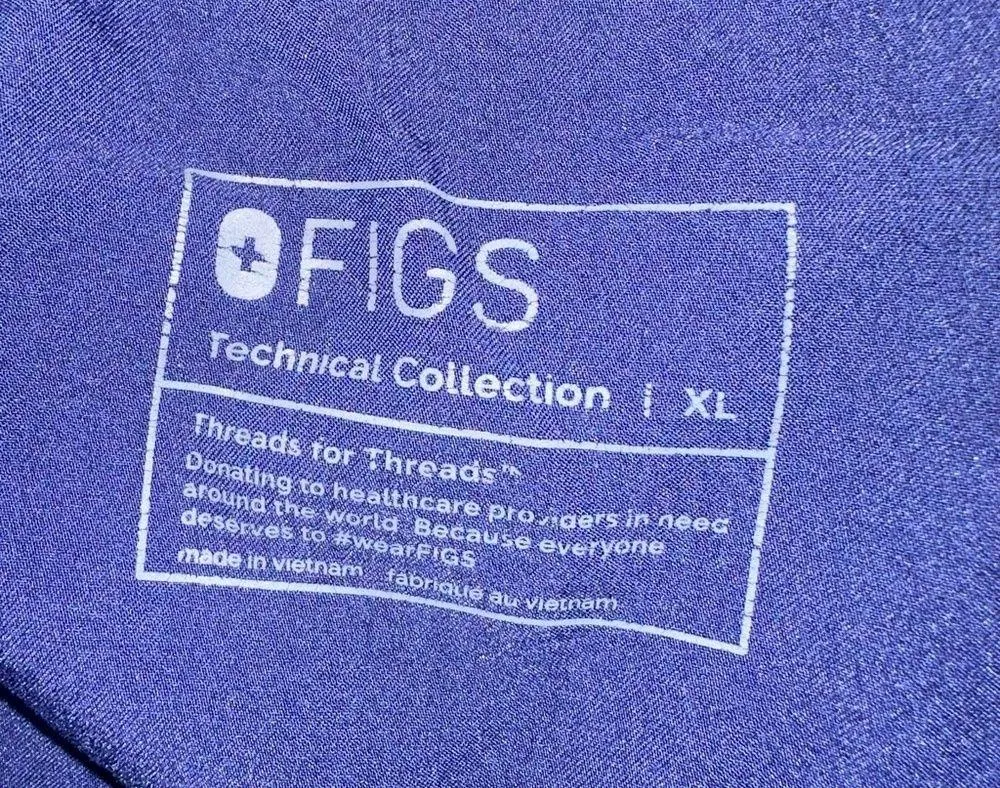 FIGS
Technical Collection | XL
Threads for Threads™
Donating to healthcare providers in need
around the world. Because everyone
deserves to #wearFIGS
made in vietnam fabriqué au vietnam